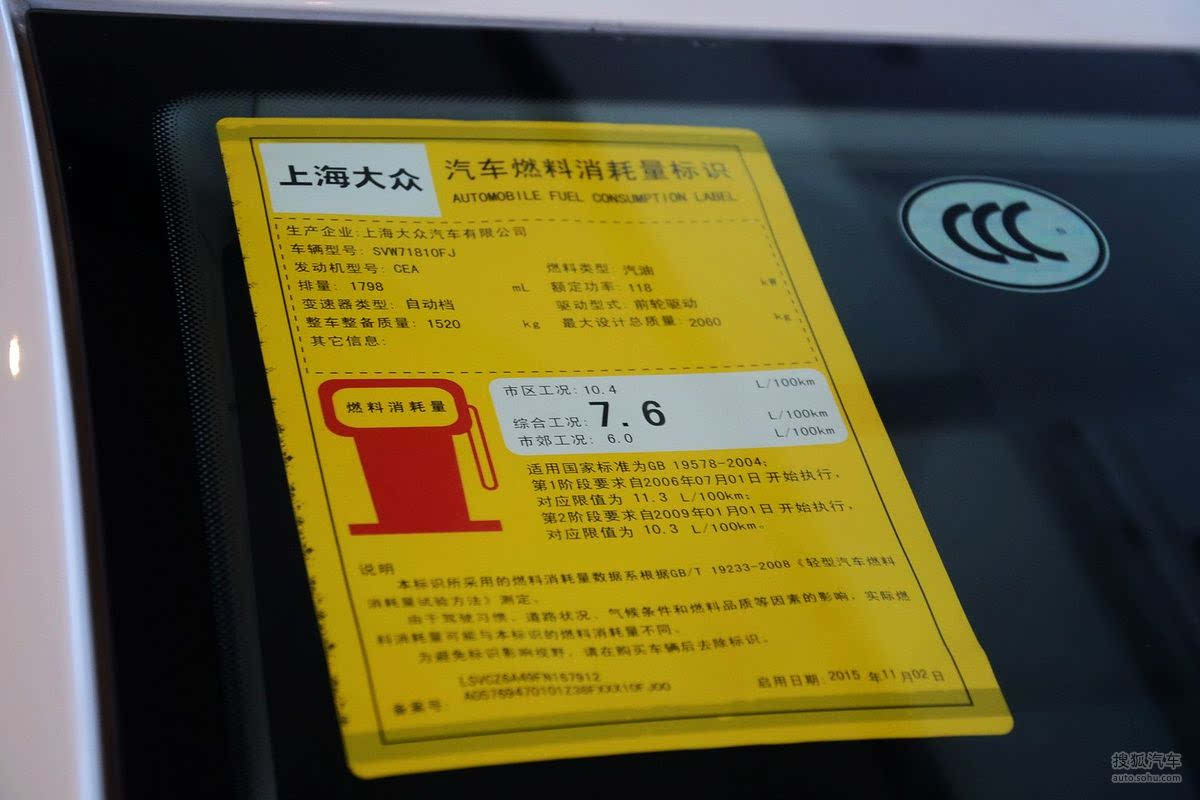 上海大众 汽车燃料消耗量标识
AUTOMOBILE FUEL CONSUMPTION LABEL
生产企业:上海大众汽车有限公司
车辆型号: SVW71810FJ
发动机型号: CEA 燃料类型: 汽油
排量: 1798 mL 额定功率: 118 kW
变速器类型: 自动档 驱动型式: 前轮驱动
整车整备质量: 1520 kg 最大设计总质量: 2060 kg
其它信息:
燃料消耗量
市区工况: 10.4 L/100km
综合工况: 7.6 L/100km
市郊工况: 6.0 L/100km
适用国家标准为GB 19578-2004;
第1阶段要求自2006年07月01日 开始执行,
对应限值为 11.3 L/100km;
第2阶段要求自2009年01月01日 开始执行,
对应限值为 10.3 L/100km。
说明
本标识所采用的燃料消耗量数据系根据GB/T 19233-2008《轻型汽车燃料
消耗量试验方法》测定。
由于驾驶习惯、道路状况、气候条件和燃料品质等因素的影响, 实际燃
料消耗量可能与本标识的燃料消耗量不同。
为避免标识影响视野, 请在购买车辆后去除标识。
备案号:
启用日期: 2015 年11月02日
CCC
搜狐汽车
auto.sohu.com